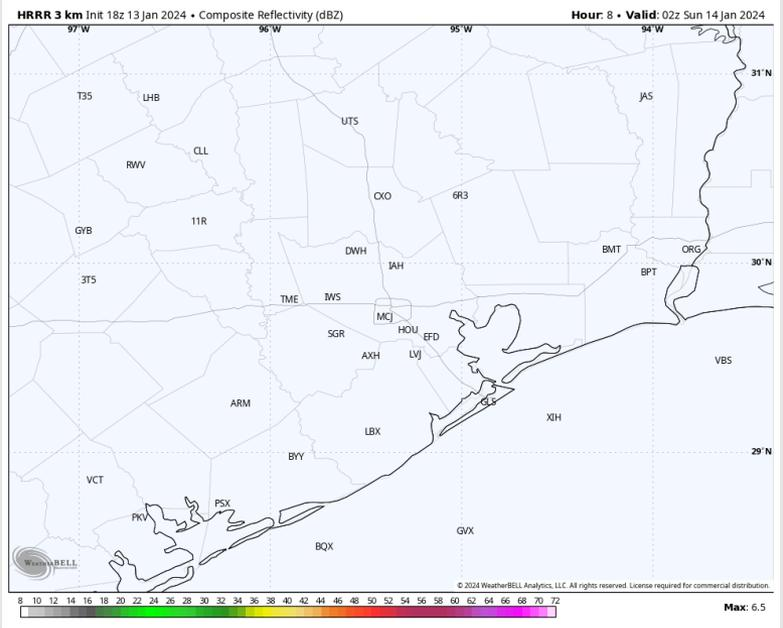 HRRR 3 km Init 18z 13 Jan 2024 • Composite Reflectivity (dBZ) Hour: 8 • Valid: 02z Sun 14 Jan 2024
97°W 96°W 95°W 94°W
31°N
T35 LHB JAS
UTS
CLL
RWV
CXO 6R3
11R
GYB
DWH BMT ORG
30°N
IAH
BPT
3T5
TME IWS
MCJ
HOU
SGR EFD
AXH LVJ
VBS
ARM GLS
XIH
LBX
29°N
BYY
VCT
PSX
PKV
GVX
BQX
WEATHERBELL
© 2024 WeatherBELL Analytics, LLC. All rights reserved. License required for commercial distribution.
8 10 12 14 16 18 20 22 24 26 28 30 32 34 36 38 40 42 44 46 48 50 52 54 56 58 60 62 64 66 68 70 72
Max: 6.5